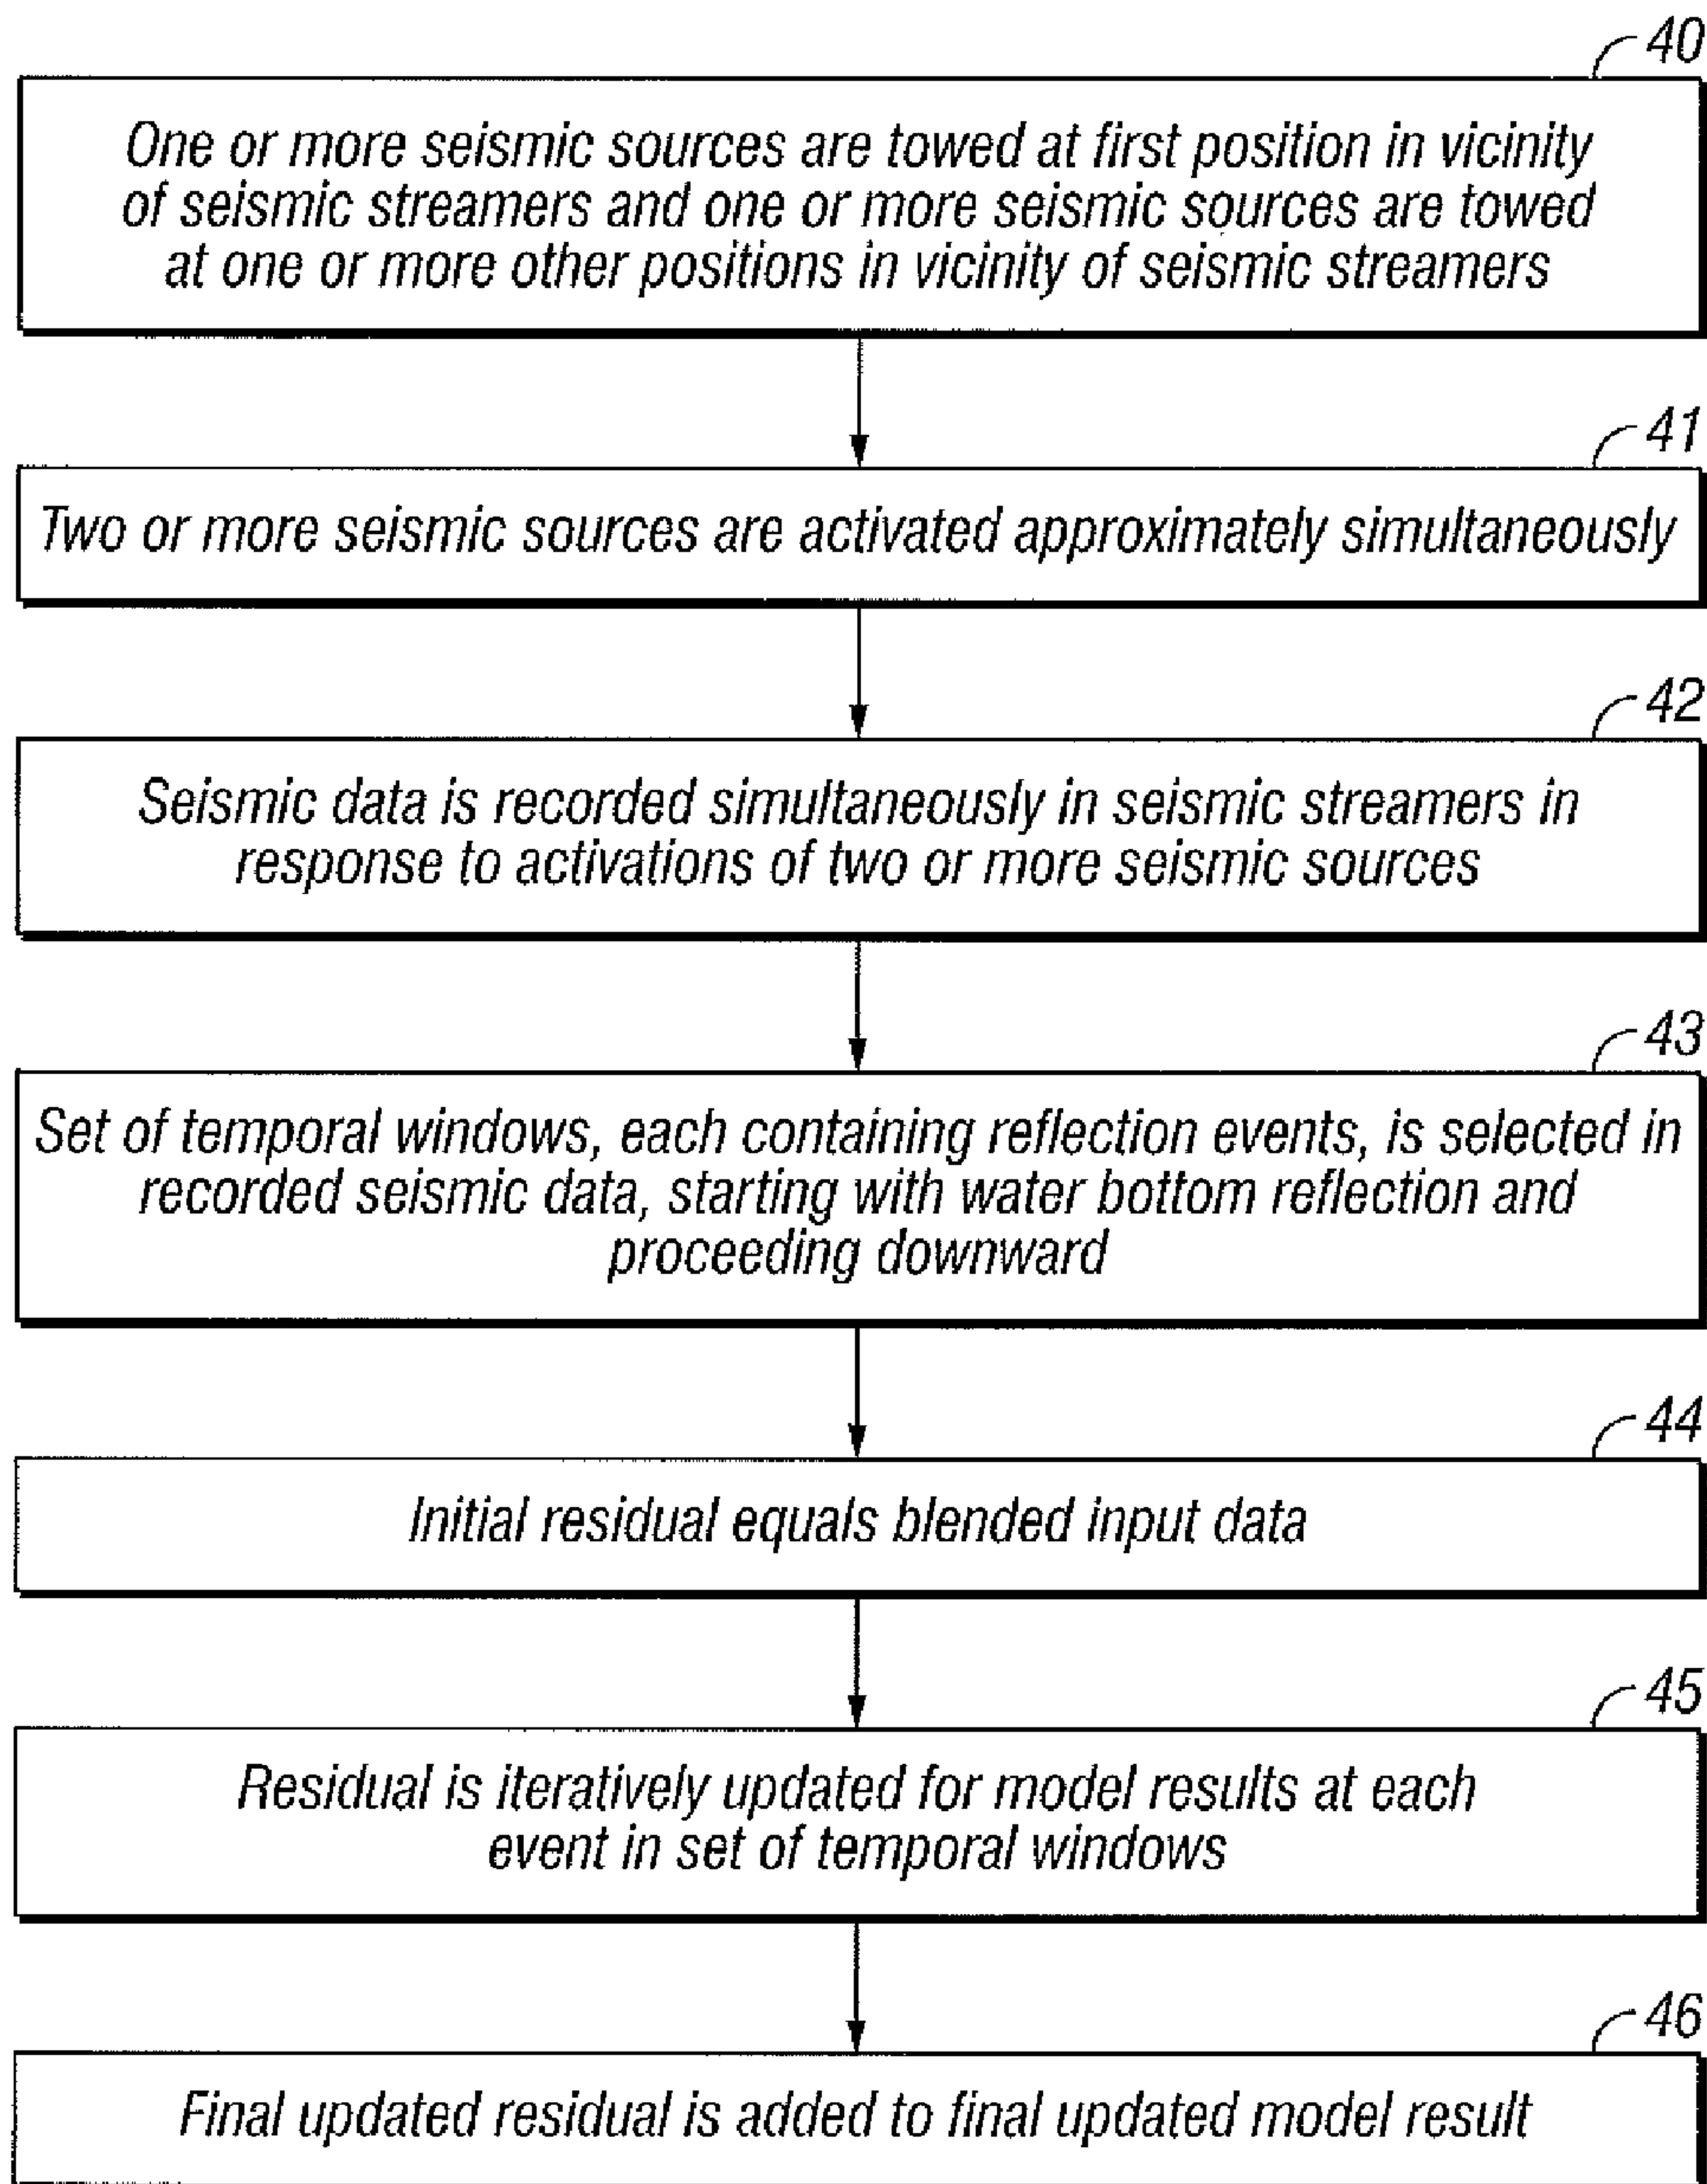 40
One or more seismic sources are towed at first position in vicinity
of seismic streamers and one or more seismic sources are towed
at one or more other positions in vicinity of seismic streamers
41
Two or more seismic sources are activated approximately simultaneously
42
Seismic data is recorded simultaneously in seismic streamers in
response to activations of two or more seismic sources
43
Set of temporal windows, each containing reflection events, is selected in
recorded seismic data, starting with water bottom reflection and
proceeding downward
44
Initial residual equals blended input data
45
Residual is iteratively updated for model results at each
event in set of temporal windows
46
Final updated residual is added to final updated model result